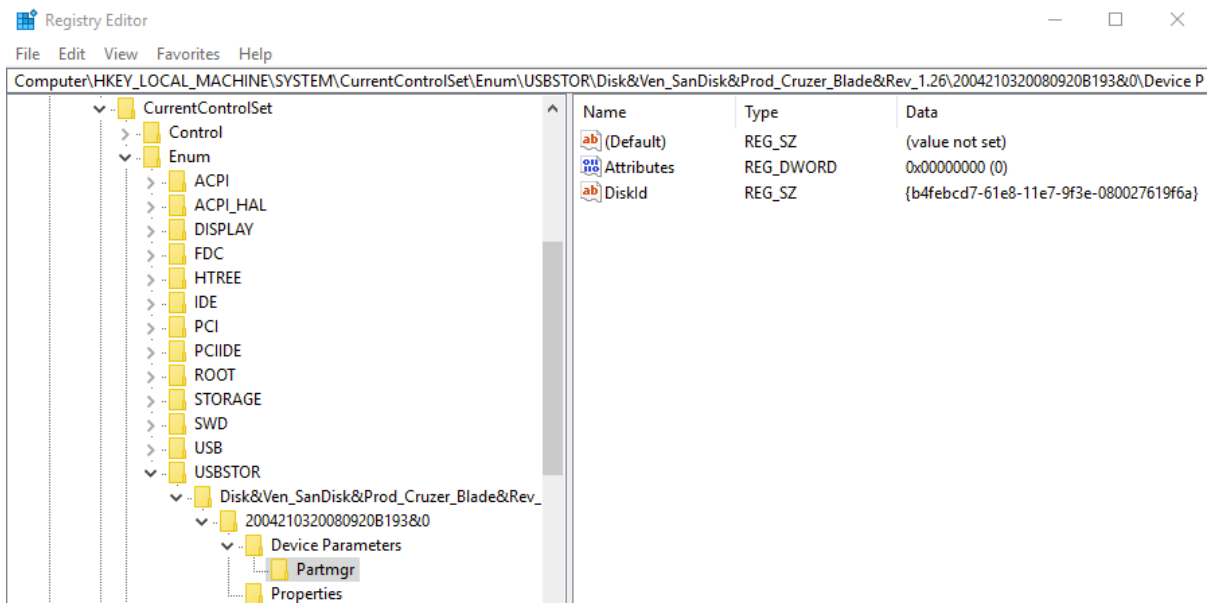 Registry Editor
File Edit View Favorites Help
Computer\HKEY_LOCAL_MACHINE\SYSTEM\CurrentControlSet\Enum\USBSTOR\Disk&Ven_SanDisk&Prod_Cruzer_Blade&Rev_1.26\2004210320080920B193&0\Device P
CurrentControlSet
Control
Enum
ACPI
ACPI_HAL
DISPLAY
FDC
HTREE
IDE
PCI
PCIIDE
ROOT
STORAGE
SWD
USB
USBSTOR
Disk&Ven_SanDisk&Prod_Cruzer_Blade&Rev_
2004210320080920B193&0
Device Parameters
Partmgr
Properties
Name Type Data
(Default) REG_SZ (value not set)
Attributes REG_DWORD 0x00000000 (0)
DiskId REG_SZ {b4febcd7-61e8-11e7-9f3e-080027619f6a}